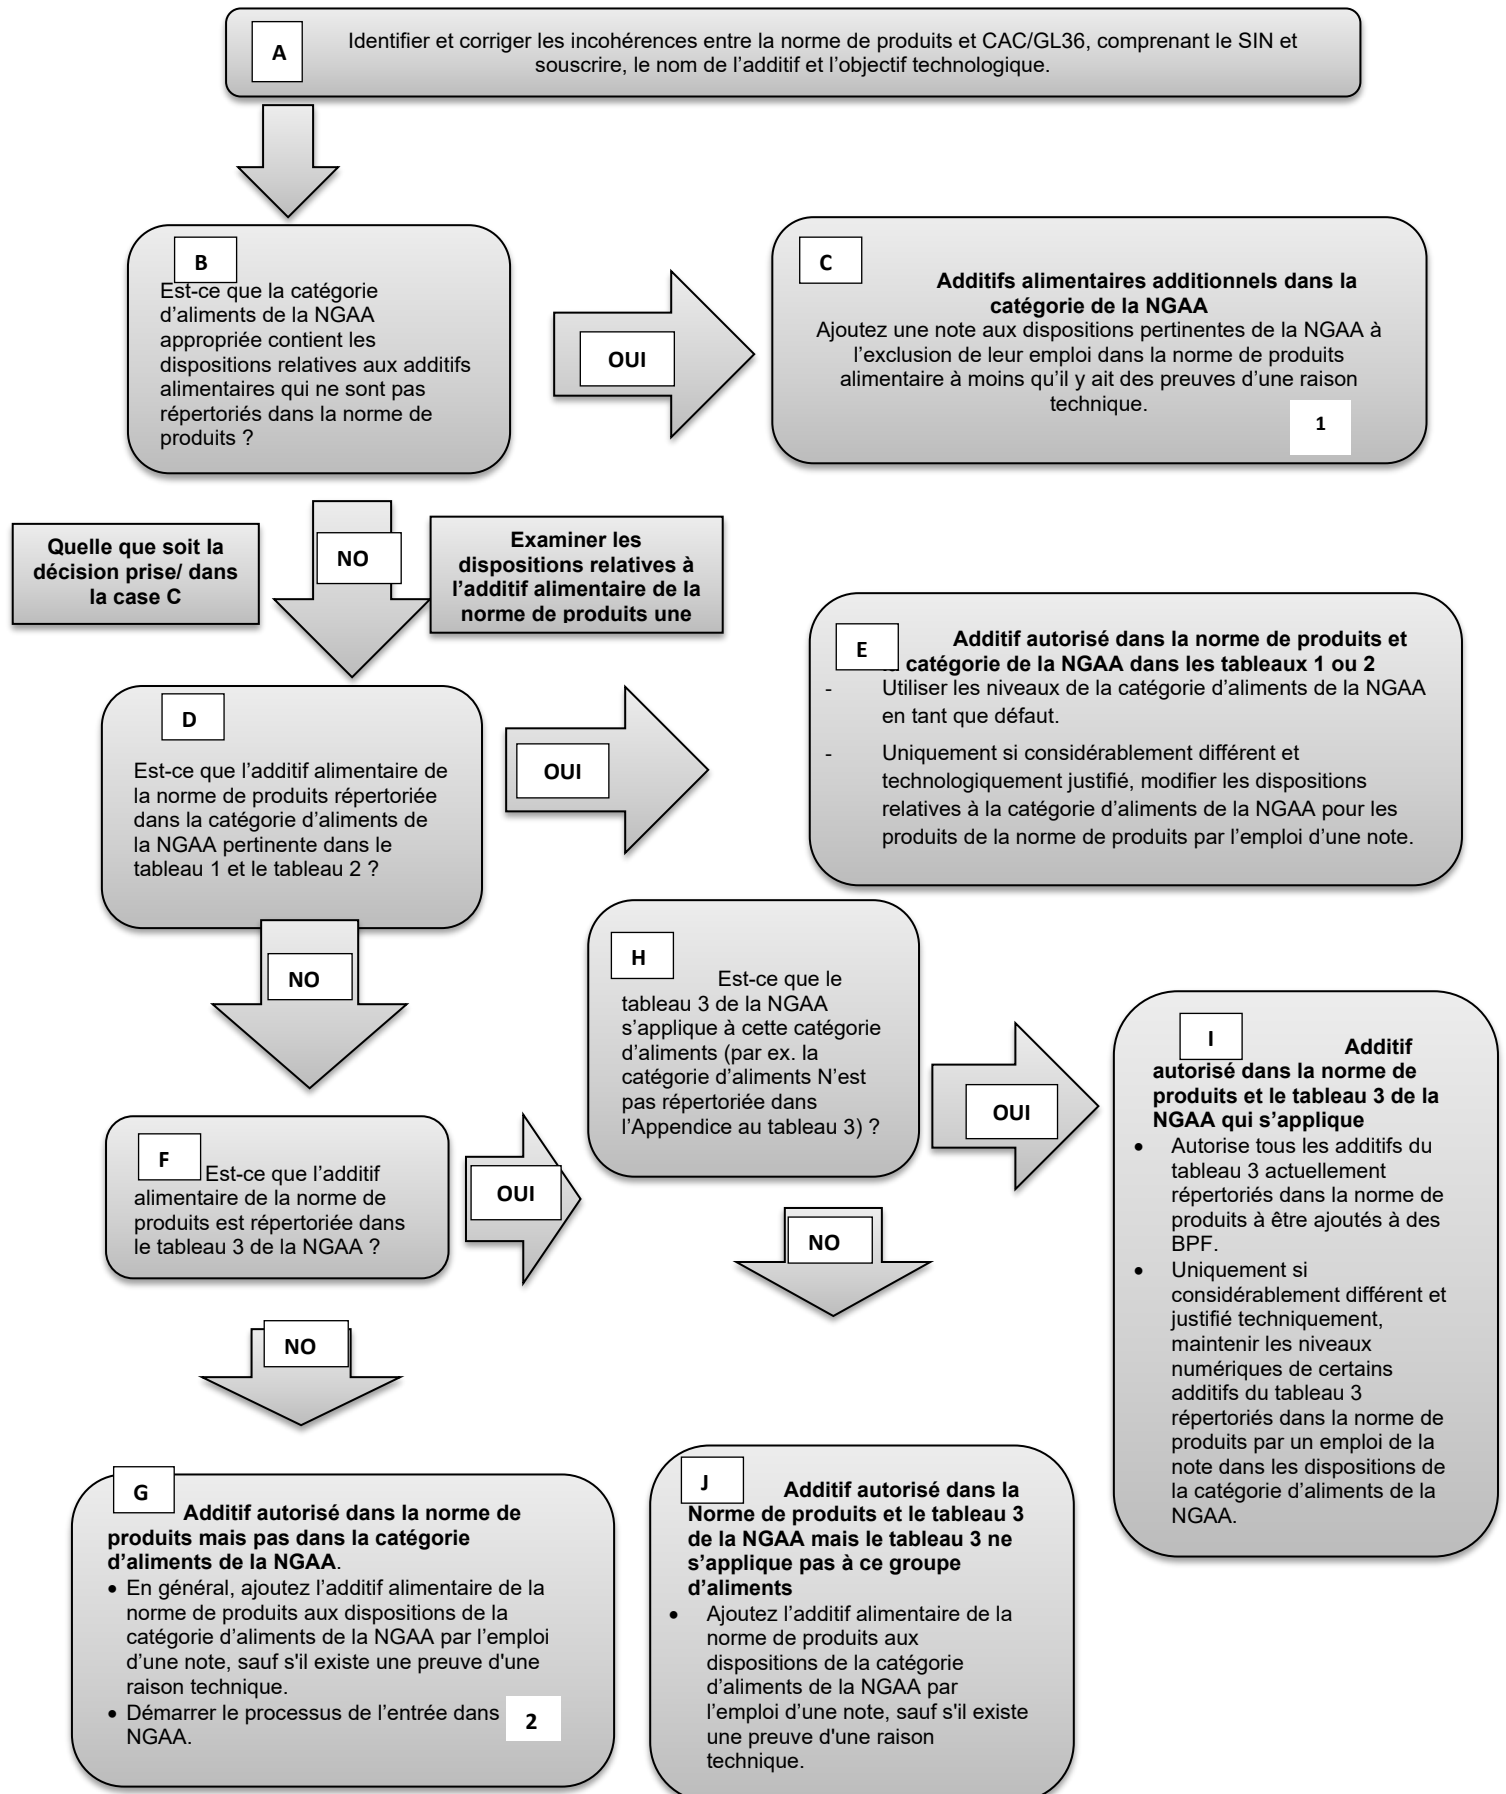 A
Identifier et corriger les incohérences entre la norme de produits et CAC/GL36, comprenant le SIN et
souscrire, le nom de l'additif et l'objectif technologique.
B
Est-ce que la catégorie
d'aliments de la NGAA
appropriée contient les
dispositions relatives aux additifs
alimentaires qui ne sont pas
répertoriés dans la norme de
produits ?
OUI
C
Additifs alimentaires additionnels dans la
catégorie de la NGAA
Ajoutez une note aux dispositions pertinentes de la NGAA à
l'exclusion de leur emploi dans la norme de produits
alimentaire à moins qu'il y ait des preuves d'une raison
technique.
1
Quelle que soit la
décision prise/ dans
la case C
NO
Examiner les
dispositions relatives à
l'additif alimentaire de la
norme de produits une
D
Est-ce que l'additif alimentaire de
la norme de produits répertoriée
dans la catégorie d'aliments de
la NGAA pertinente dans le
tableau 1 et le tableau 2 ?
OUI
E
Additif autorisé dans la norme de produits et
catégorie de la NGAA dans les tableaux 1 ou 2
- Utiliser les niveaux de la catégorie d'aliments de la NGAA
en tant que défaut.
- Uniquement si considérablement différent et
technologiquement justifié, modifier les dispositions
relatives à la catégorie d'aliments de la NGAA pour les
produits de la norme de produits par l'emploi d'une note.
NO
F
Est-ce que l'additif
alimentaire de la norme de
produits est répertoriée dans
le tableau 3 de la NGAA ?
OUI
H
Est-ce que le
tableau 3 de la NGAA
s'applique à cette catégorie
d'aliments (par ex. la
catégorie d'aliments N'est
pas répertoriée dans
l'Appendice au tableau 3) ?
OUI
I
Additif
autorisé dans la norme de
produits et le tableau 3 de la
NGAA qui s'applique
• Autorise tous les additifs du
tableau 3 actuellement
répertoriés dans la norme de
produits à être ajoutés à des
BPF.
• Uniquement si
considérablement différent et
justifié techniquement,
maintenir les niveaux
numériques de certains
additifs du tableau 3
répertoriés dans la norme de
produits par un emploi de la
note dans les dispositions de
la catégorie d'aliments de la
NGAA.
NO
NO
G
Additif autorisé dans la norme de
produits mais pas dans la catégorie
d'aliments de la NGAA.
• En général, ajoutez l'additif alimentaire de la
norme de produits aux dispositions de la
catégorie d'aliments de la NGAA par l'emploi
d'une note, sauf s'il existe une preuve d'une
raison technique.
• Démarrer le processus de l'entrée dans
NGAA.
2
J
Additif autorisé dans la
Norme de produits et le tableau 3
de la NGAA mais le tableau 3 ne
s'applique pas à ce groupe
d'aliments
• Ajoutez l'additif alimentaire de la
norme de produits aux
dispositions de la catégorie
d'aliments de la NGAA par
l'emploi d'une note, sauf s'il existe
une preuve d'une raison
technique.